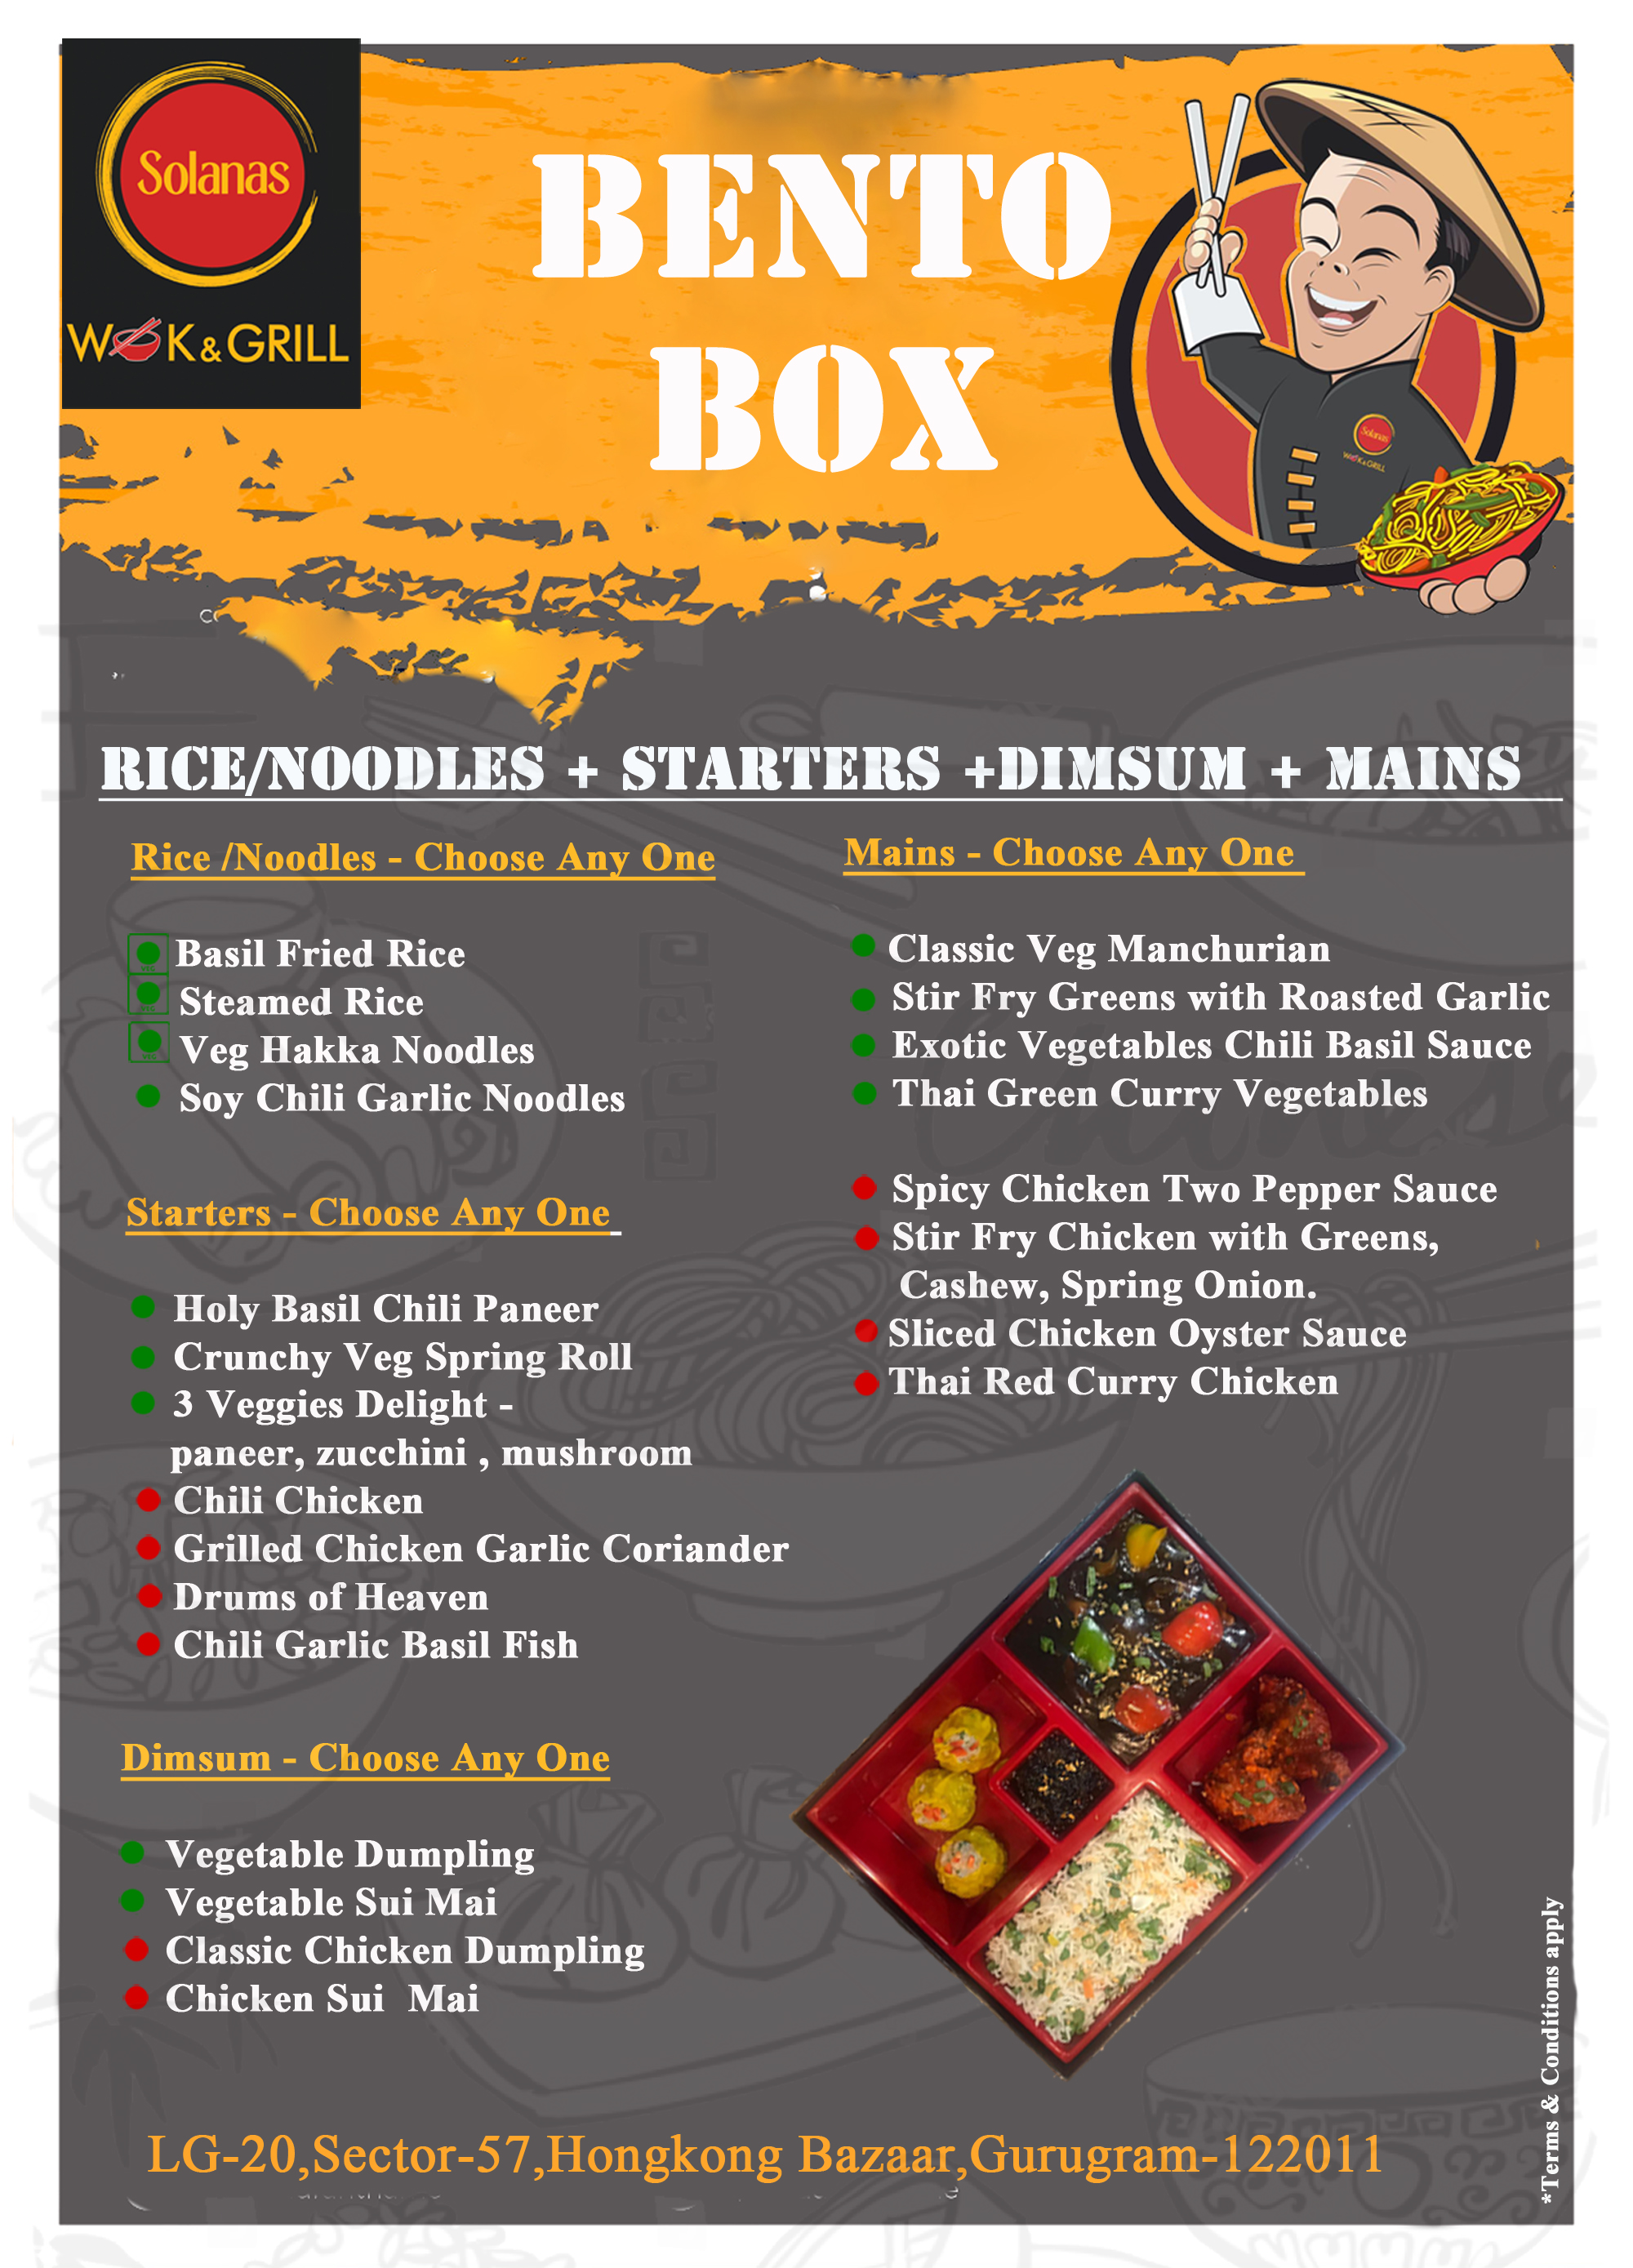 Solanas
WOK & GRILL
BENTO
BOX
Solanas
WOK & GRILL
RICE/NOODLES + STARTERS +DIMSUM + MAINS
Rice /Noodles - Choose Any One
Basil Fried Rice
Steamed Rice
Veg Hakka Noodles
Soy Chili Garlic Noodles
Starters - Choose Any One
Holy Basil Chili Paneer
Crunchy Veg Spring Roll
3 Veggies Delight -
paneer, zucchini , mushroom
Chili Chicken
Grilled Chicken Garlic Coriander
Drums of Heaven
Chili Garlic Basil Fish
Dimsum - Choose Any One
Vegetable Dumpling
Vegetable Sui Mai
Classic Chicken Dumpling
Chicken Sui Mai
Mains - Choose Any One
Classic Veg Manchurian
Stir Fry Greens with Roasted Garlic
Exotic Vegetables Chili Basil Sauce
Thai Green Curry Vegetables
Spicy Chicken Two Pepper Sauce
Stir Fry Chicken with Greens,
Cashew, Spring Onion.
Sliced Chicken Oyster Sauce
Thai Red Curry Chicken
*Terms & Conditions apply
LG-20,Sector-57,Hongkong Bazaar,Gurugram-122011